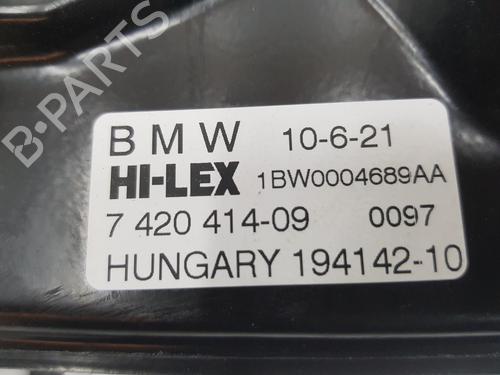 B-PARTS
BMW 10-6-21
HI-LEX 1BW0004689AA
7 420 414-09 0097
HUNGARY 194142-10